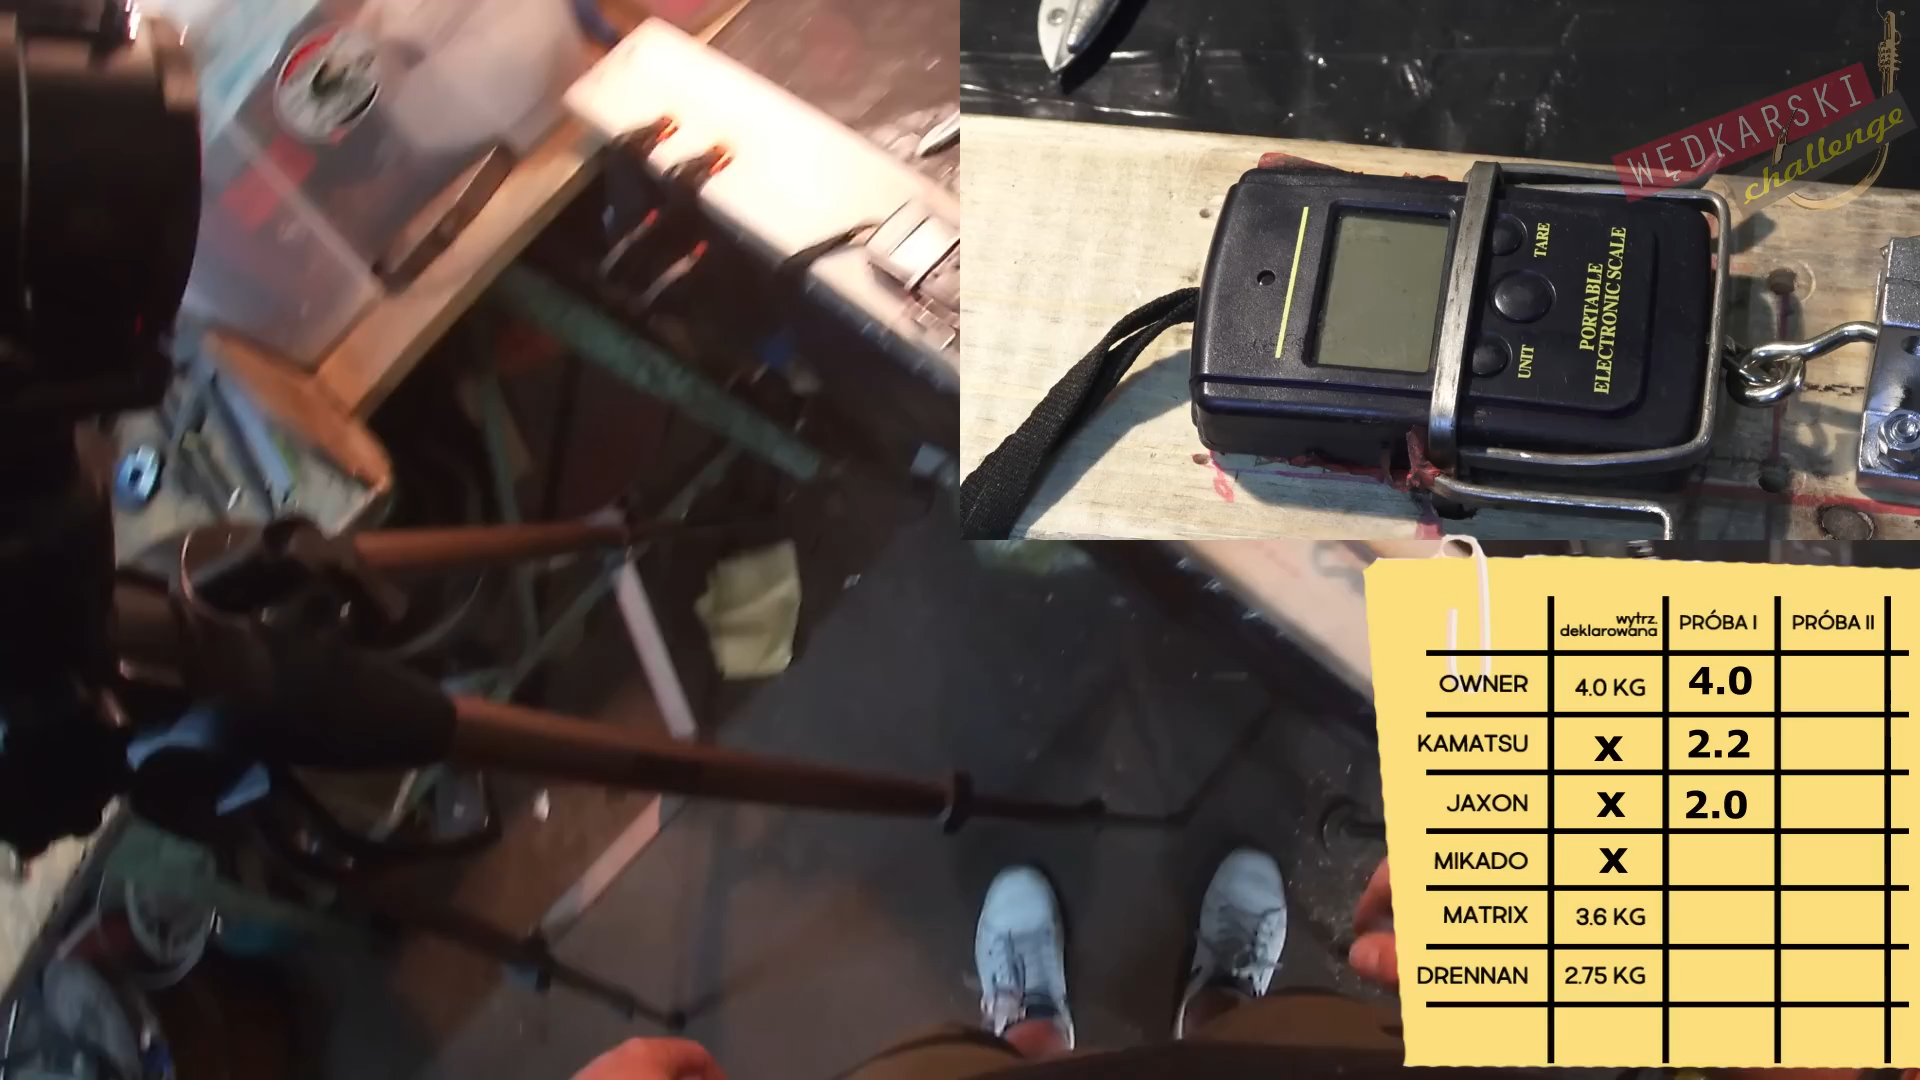 WĘDKARSKI
challenge
TARE
UNIT
PORTABLE
ELECTRONIC SCALE
wytrz. deklarowana PRÓBA I PRÓBA II
OWNER 4.0 KG 4.0
KAMATSU X 2.2
JAXON X 2.0
MIKADO X
MATRIX 3.6 KG
DRENNAN 2.75 KG